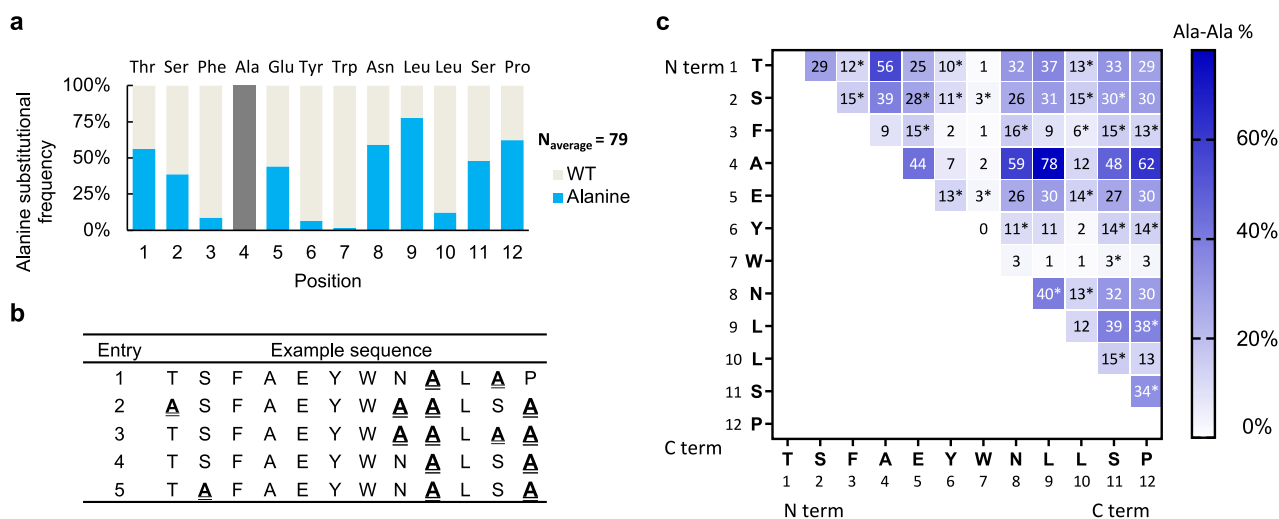 a
Thr Ser Phe Ala Glu Tyr Trp Asn Leu Leu Ser Pro
Alanine substitutional
frequency
100%
75%
50%
25%
0%
1 2 3 4 5 6 7 8 9 10 11 12
Position
N average = 79
WT
Alanine
b
Entry Example sequence
1 T S F A E Y W N A L A P
2 A S F A E Y W A A L S A
3 T S F A E Y W A A L A A
4 T S F A E Y W N A L S A
5 T A F A E Y W N A L S A
c
Ala-Ala %
N term 1 T 29 12* 56 25 10* 1 32 37 13* 33 29
2 S 15* 39 28* 11* 3* 26 31 15* 30* 30
3 F 9 15* 2 1 16* 9 6* 15* 13*
4 A 44 7 2 59 78 12 48 62
5 E 13* 3* 26 30 14* 27 30
6 Y 0 11* 11 2 14* 14*
7 W 3 1 1 3* 3
8 N 40* 13* 32 30
9 L 12 39 38*
10 L 15* 13
11 S 34*
12 P
C term
T S F A E Y W N L L S P
1 2 3 4 5 6 7 8 9 10 11 12
N term C term
60%
40%
20%
0%